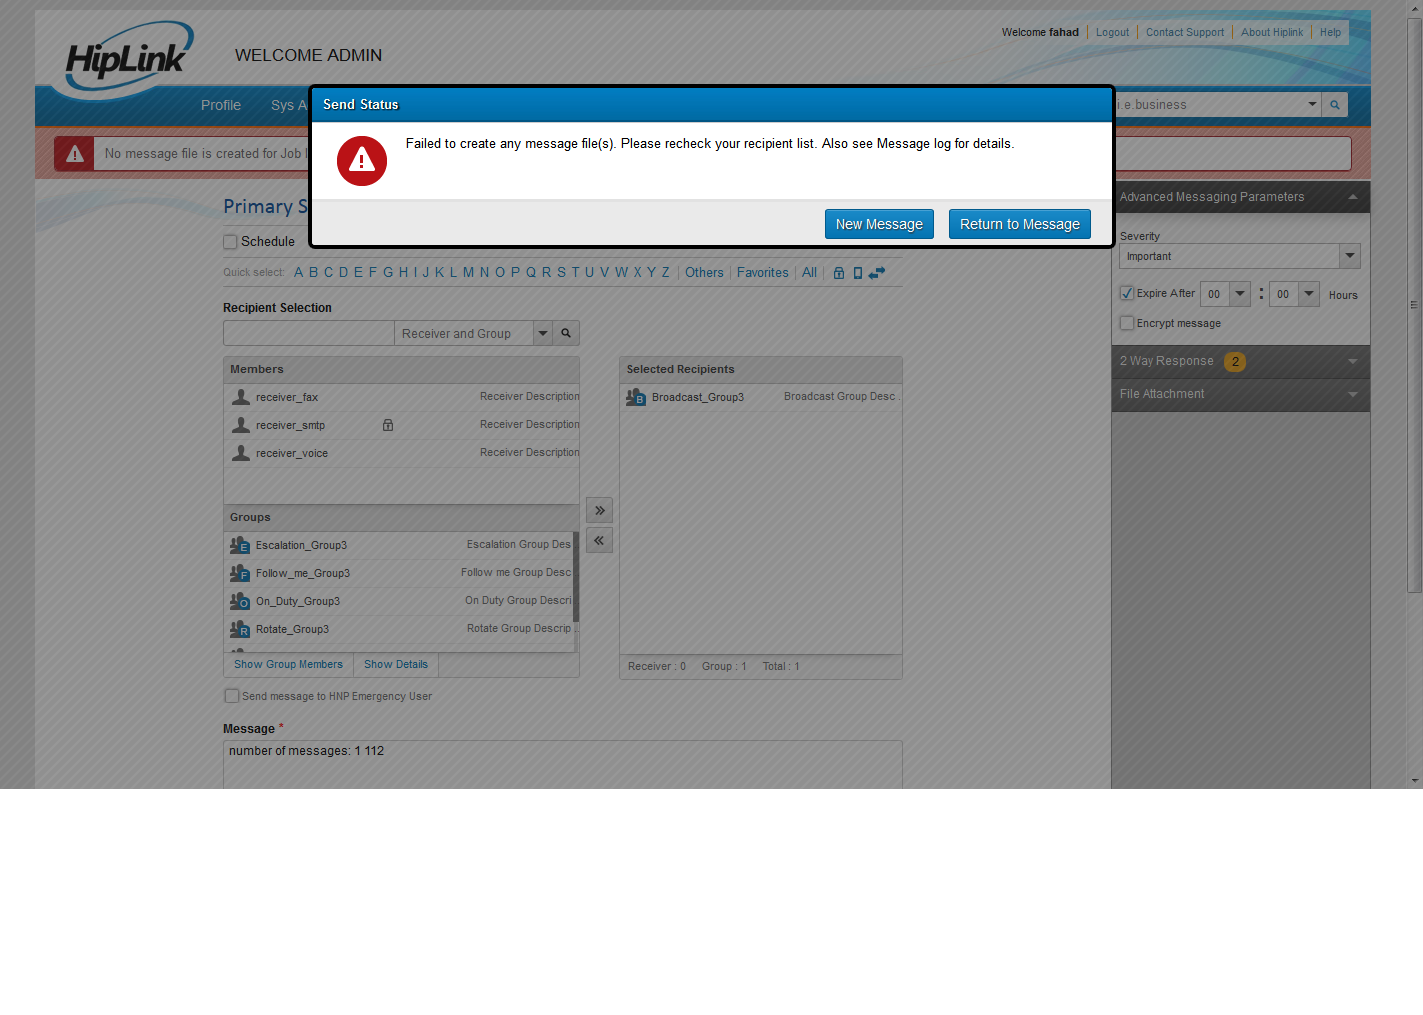 Welcome fahad Logout Contact Support About Hiplink Help
HipLink
WELCOME ADMIN
Profile Sys A
i.e.business
Send Status
No message file is created for Job
Failed to create any message file(s). Please recheck your recipient list. Also see Message log for details.
New Message Return to Message
Primary S
Schedule
Quick select: A B C D E F G H I J K L M N O P Q R S T U V W X Y Z Others Favorites All
Recipient Selection
Receiver and Group
Members
receiver_fax Receiver Description
receiver_smtp Receiver Description
receiver_voice Receiver Description
Groups
E Escalation_Group3 Escalation Group Des ..
F Follow_me_Group3 Follow me Group Desc ..
O On_Duty_Group3 On Duty Group Descri ..
R Rotate_Group3 Rotate Group Descrip ..
Show Group Members Show Details
Selected Recipients
B Broadcast_Group3 Broadcast Group Desc .
Receiver : 0 Group : 1 Total : 1
Send message to HNP Emergency User
Message *
number of messages: 1 112
Advanced Messaging Parameters
Severity
Important
Expire After 00 : 00 Hours
Encrypt message
2 Way Response 2
File Attachment